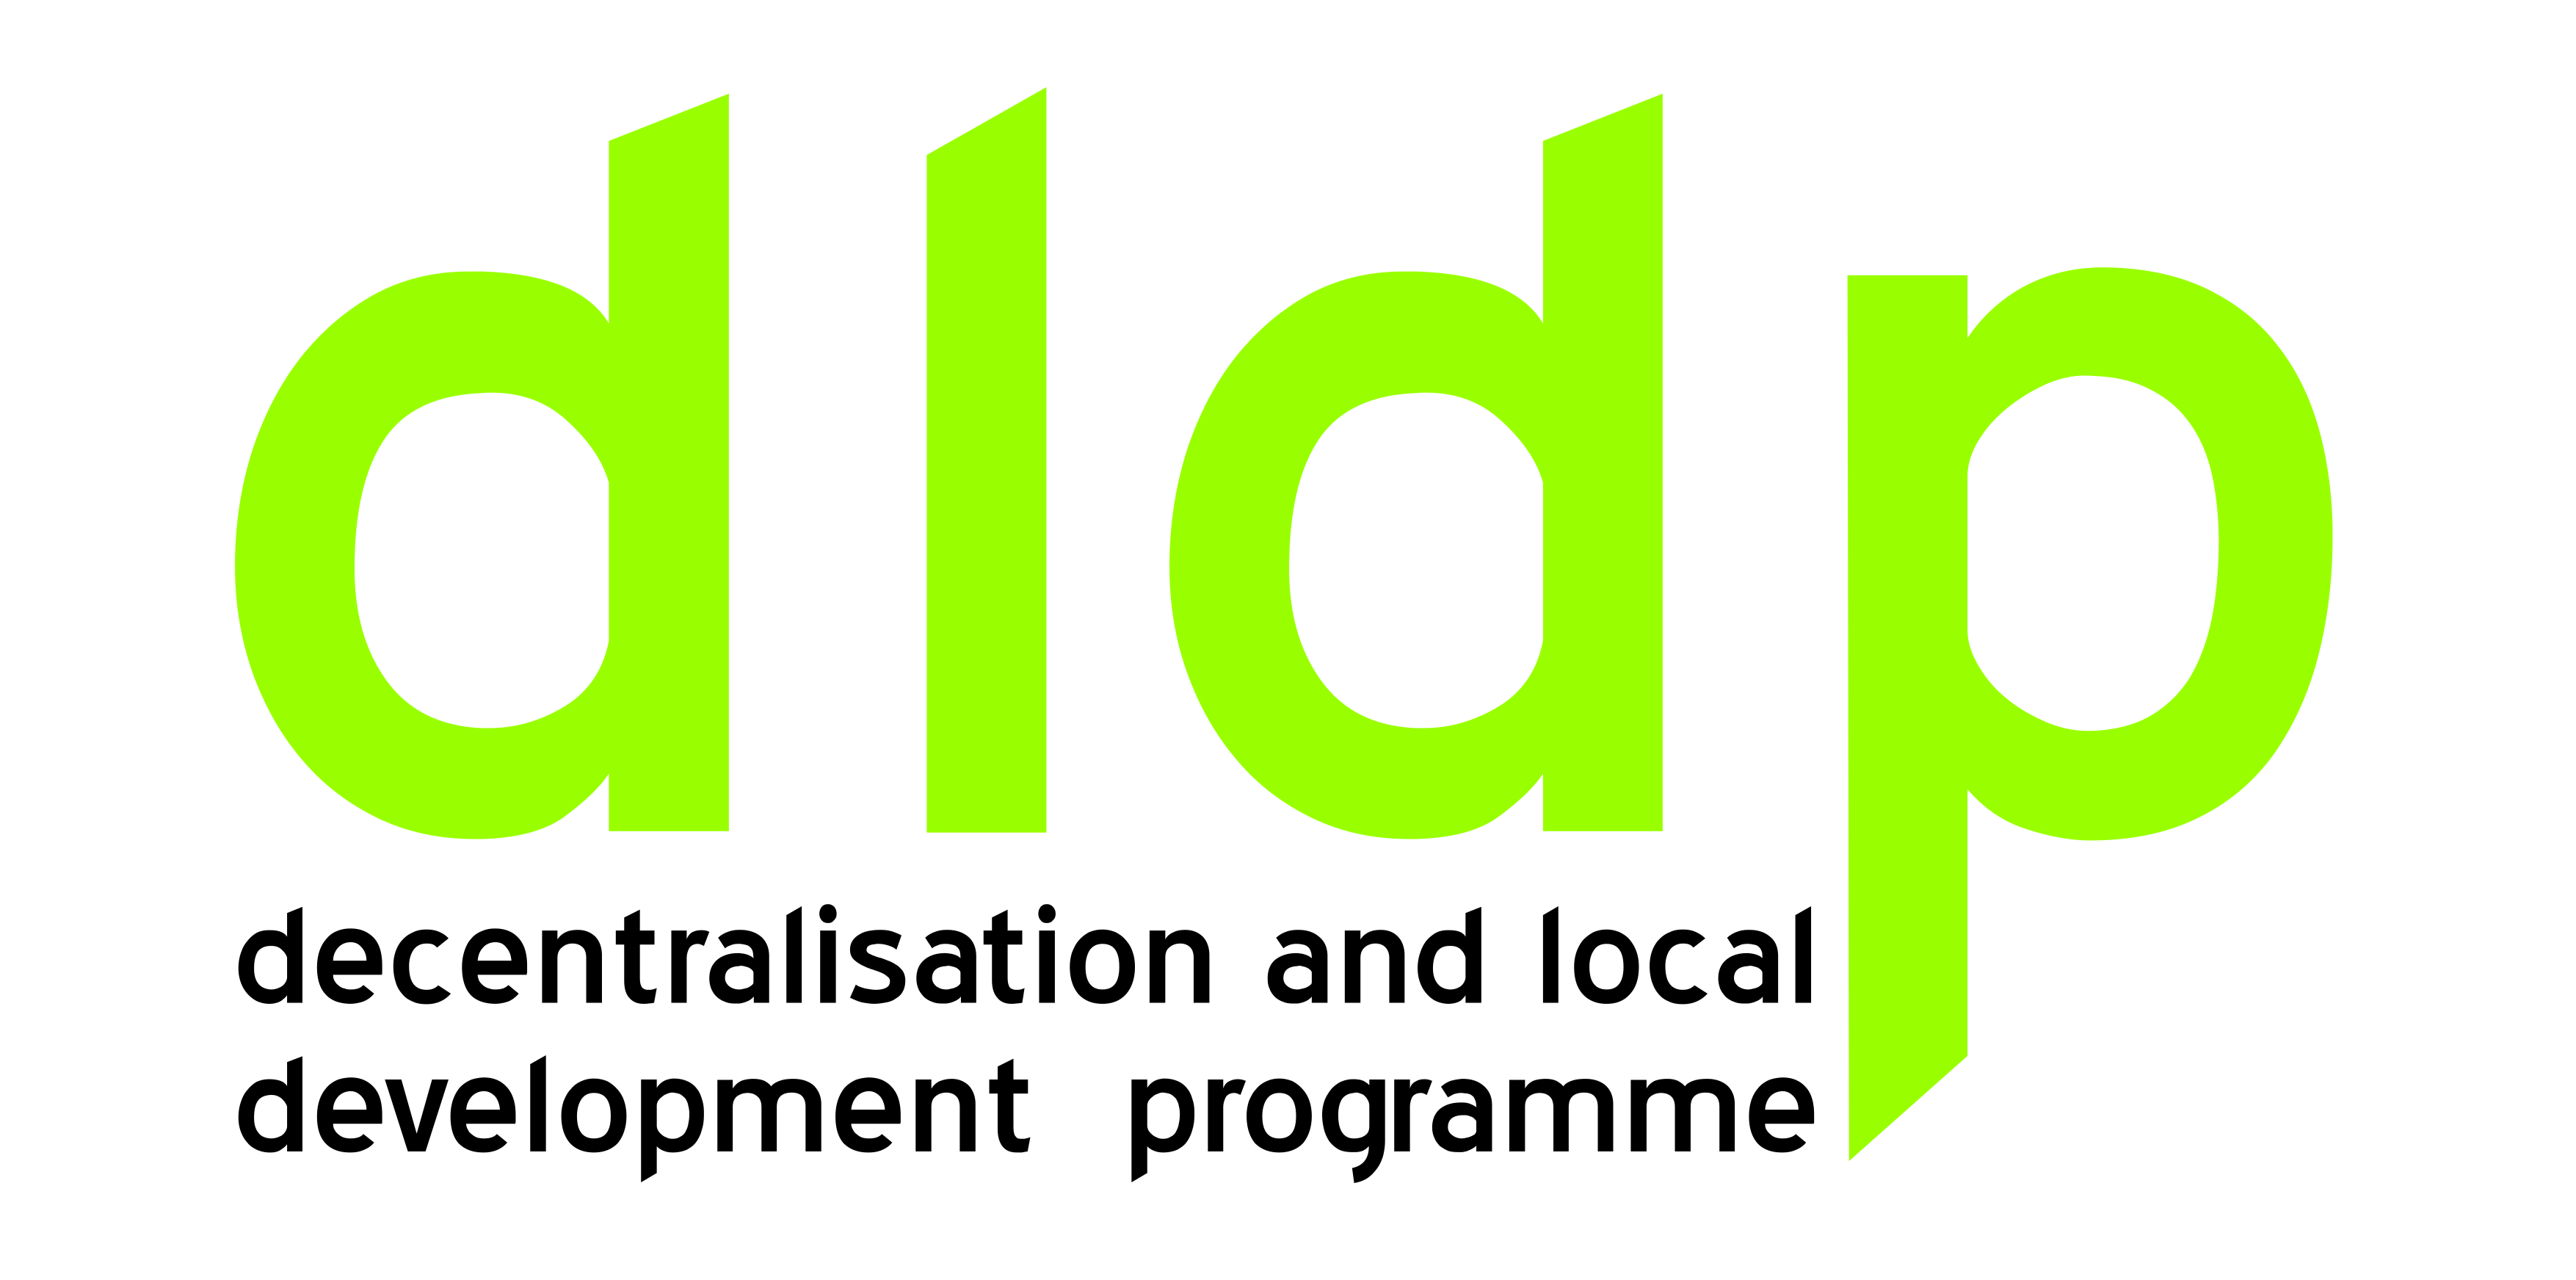 dldp
decentralisation and local
development programme